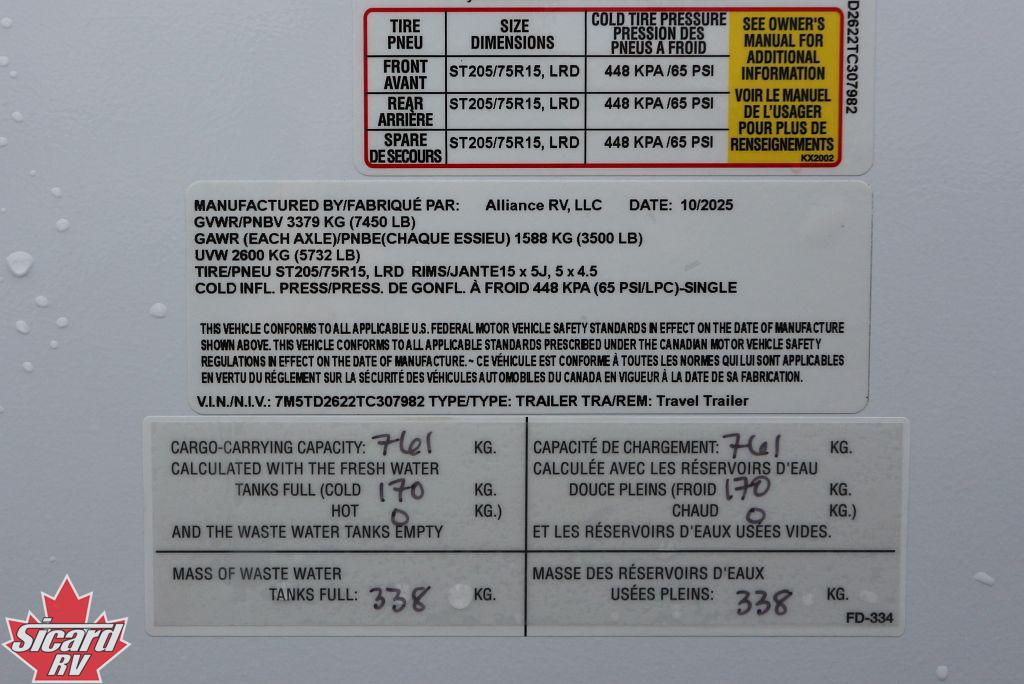 TIRE PNEU SIZE DIMENSIONS COLD TIRE PRESSURE PRESSION DES PNEUS A FROID
FRONT AVANT ST205/75R15, LRD 448 KPA /65 PSI
REAR ARRIÈRE ST205/75R15, LRD 448 KPA /65 PSI
SPARE DE SECOURS ST205/75R15, LRD 448 KPA /65 PSI
SEE OWNER'S
MANUAL FOR
ADDITIONAL
INFORMATION
VOIR LE MANUEL
DE L'USAGER
POUR PLUS DE
RENSEIGNEMENTS
KX2002
D2622TC307982
MANUFACTURED BY/FABRIQUÉ PAR: Alliance RV, LLC DATE: 10/2025
GVWR/PNBV 3379 KG (7450 LB)
GAWR (EACH AXLE)/PNBE(CHAQUE ESSIEU) 1588 KG (3500 LB)
UVW 2600 KG (5732 LB)
TIRE/PNEU ST205/75R15, LRD RIMS/JANTE15 x 5J, 5 x 4.5
COLD INFL. PRESS/PRESS. DE GONFL. À FROID 448 KPA (65 PSI/LPC)-SINGLE
THIS VEHICLE CONFORMS TO ALL APPLICABLE U.S. FEDERAL MOTOR VEHICLE SAFETY STANDARDS IN EFFECT ON THE DATE OF MANUFACTURE
SHOWN ABOVE. THIS VEHICLE CONFORMS TO ALL APPLICABLE STANDARDS PRESCRIBED UNDER THE CANADIAN MOTOR VEHICLE SAFETY
REGULATIONS IN EFFECT ON THE DATE OF MANUFACTURE.~ CE VÉHICULE EST CONFORME À TOUTES LES NORMES QUI LUI SONT APPLICABLES
EN VERTU DU RÉGLEMENT SUR LA SÉCURITÉ DES VÉHICULES AUTOMOBILES DU CANADA EN VIGUEUR À LA DATE DE SA FABRICATION.
V.I.N./N.I.V.: 7M5TD2622TC307982 TYPE/TYPE: TRAILER TRA/REM: Travel Trailer
CARGO-CARRYING CAPACITY: 761 KG.
CALCULATED WITH THE FRESH WATER
TANKS FULL (COLD 170 KG.
HOT 0 KG.)
AND THE WASTE WATER TANKS EMPTY
CAPACITÉ DE CHARGEMENT: 761 KG.
CALCULÉE AVEC LES RÉSERVOIRS D'EAU
DOUCE PLEINS (FROID 170 KG.
CHAUD 0 KG.)
ET LES RÉSERVOIRS D'EAUX USÉES VIDES.
MASS OF WASTE WATER
TANKS FULL: 338 KG.
MASSE DES RÉSERVOIRS D'EAUX
USÉES PLEINS: 338 KG.
FD-334
Sicard
RV